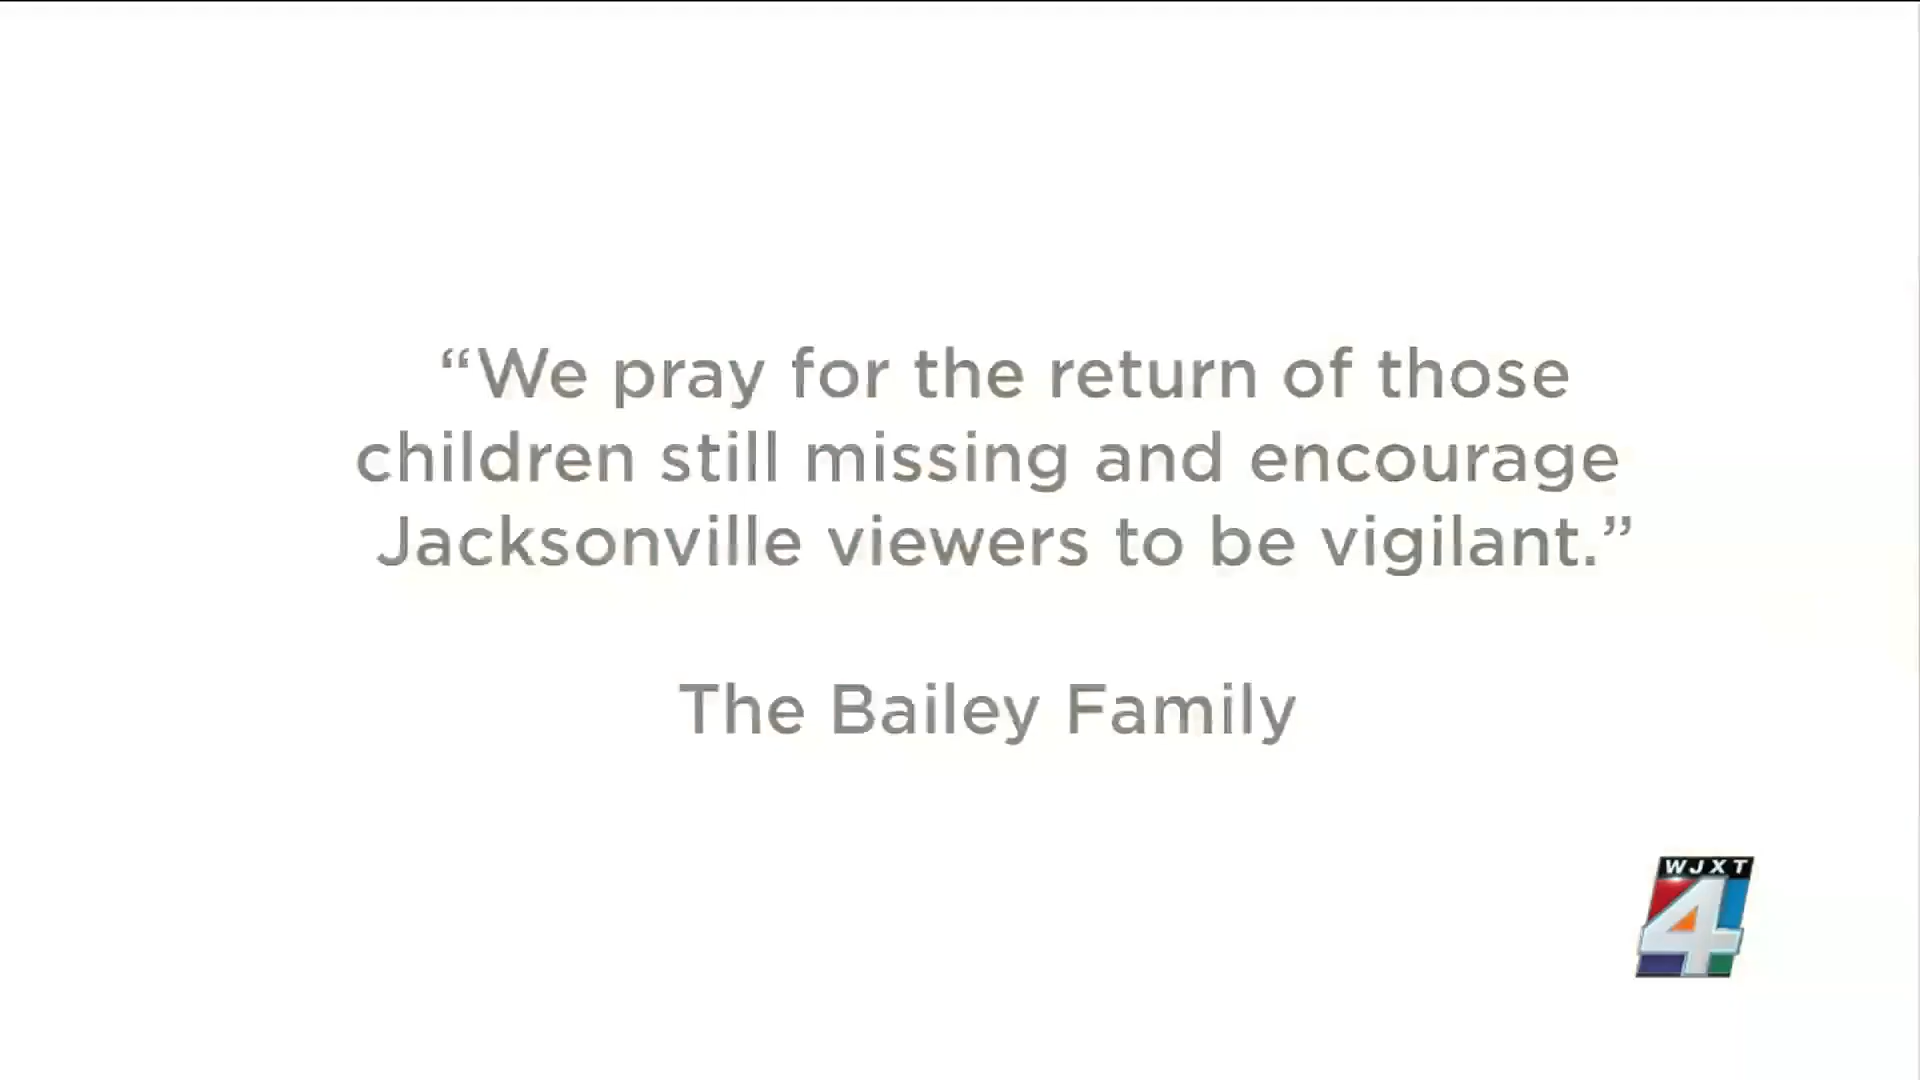 “We pray for the return of those
children still missing and encourage
Jacksonville viewers to be vigilant.”
The Bailey Family
WJXT
4